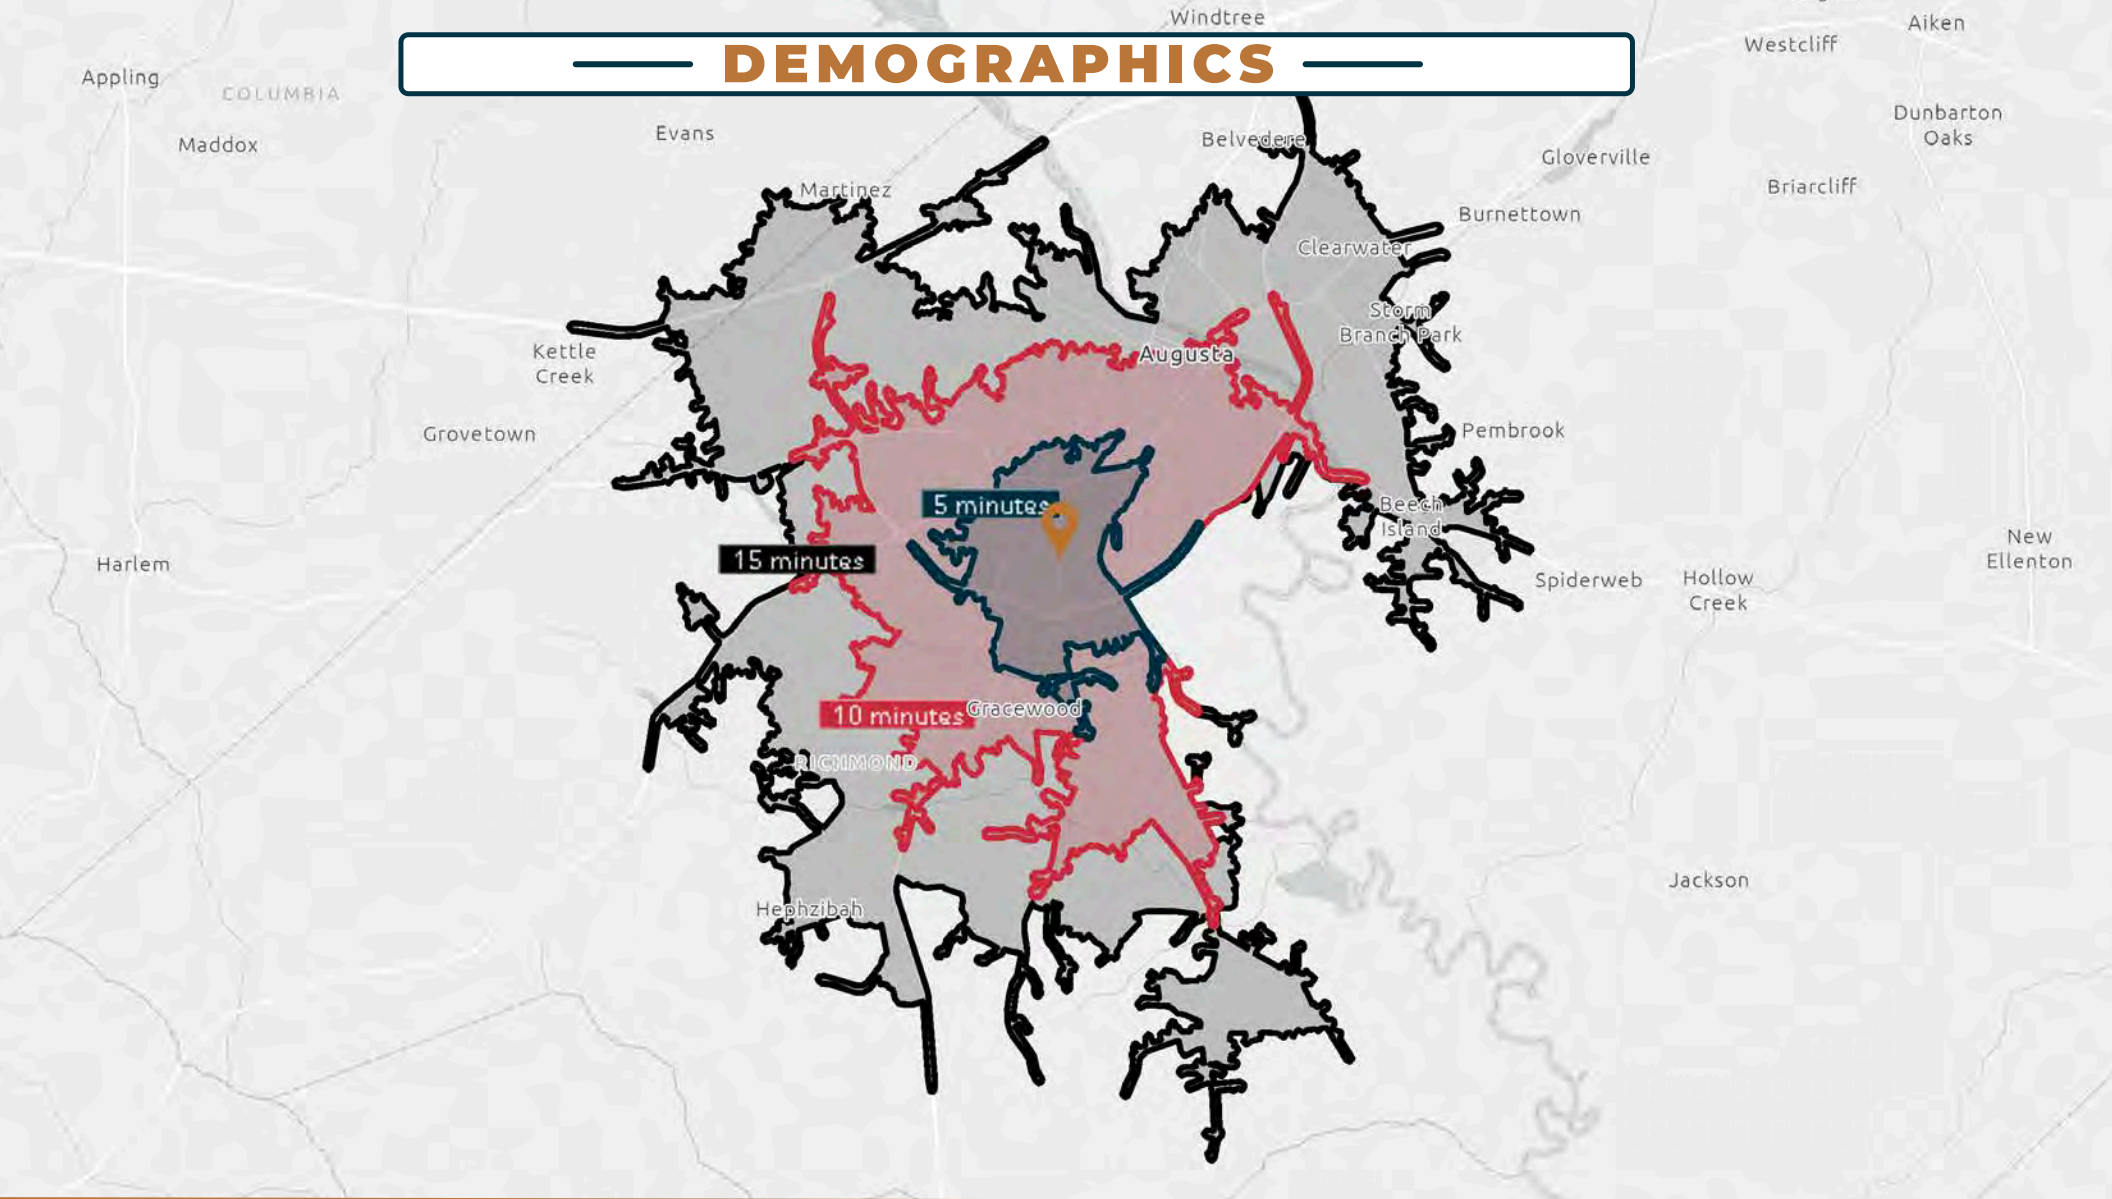 Windtree
Aiken
Westcliff
DEMOGRAPHICS
Appling
COLUMBIA
Dunbarton
Oaks
Maddox
Evans
Belvedere
Gloverville
Martinez
Briarcliff
Burnettown
Clearwater
Storm
Branch Park
Kettle
Creek
Augusta
Grovetown
Pembrook
5 minutes
Beech
Island
15 minutes
Harlem
New
Ellenton
Spiderweb
Hollow
Creek
10 minutes
Gracewood
RICHMOND
Jackson
Hephzibah